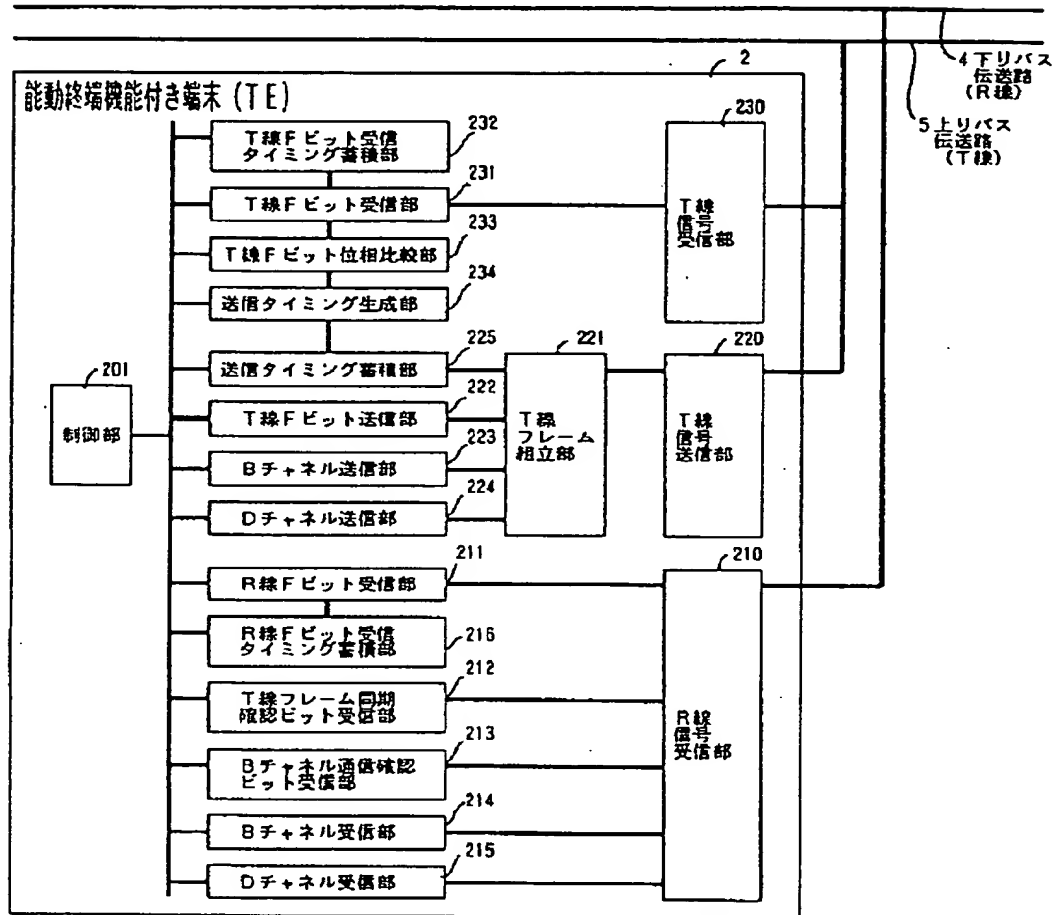 4下りバス
伝送路
(R線)
5上りバス
伝送路
(T線)
2
能動終端機能付き端末(TE)
232
T線Fビット受信
タイミング蓄積部
231
T線Fビット受信部
233
T線Fビット位相比較部
234
送信タイミング生成部
230
T線
信号
受信部
225
送信タイミング蓄積部
222
T線Fビット送信部
223
Bチャネル送信部
224
Dチャネル送信部
221
T線
フレーム
組立部
220
T線
信号
送信部
201
制御部
211
R線Fビット受信部
R線Fビット受信
タイミング蓄積部
216
212
T線フレーム同期
確認ビット受信部
213
Bチャネル通信確認
ビット受信部
214
Bチャネル受信部
215
Dチャネル受信部
210
R線
信号
受信部